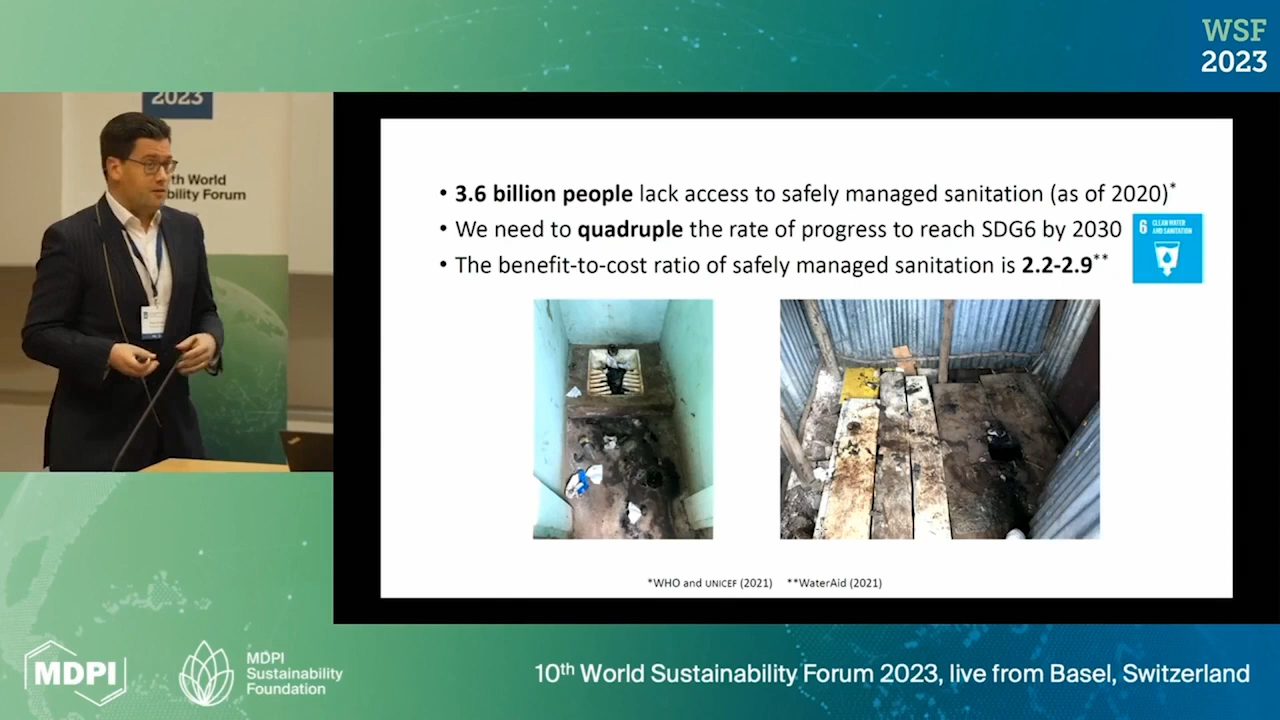 WSF
2023
2023
th World
bility Forum
• 3.6 billion people lack access to safely managed sanitation (as of 2020)*
• We need to quadruple the rate of progress to reach SDG6 by 2030
• The benefit-to-cost ratio of safely managed sanitation is 2.2-2.9**
6 CLEAN WATER
AND SANITATION
*WHO and UNICEF (2021) **WaterAid (2021)
MDPI
MDPI
Sustainability
Foundation
10th World Sustainability Forum 2023, live from Basel, Switzerland